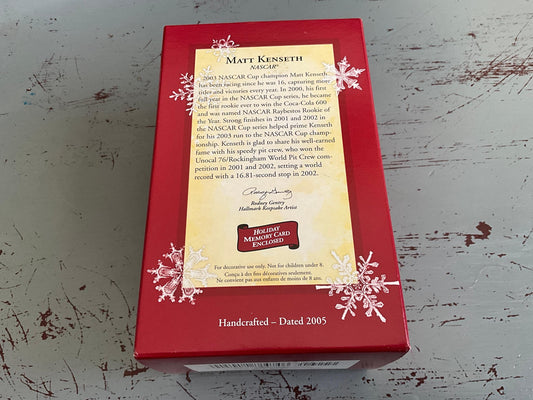 MATT KENSETH
NASCAR®
2003 NASCAR Cup champion Matt Kenseth
has been racing since he was 16, capturing more
titles and victories every year. In 2000, his first
full year in the NASCAR Cup series, he became
the first rookie ever to win the Coca-Cola 600
and was named NASCAR Raybestos Rookie of
the Year. Strong finishes in 2001 and 2002 in
the NASCAR Cup series helped prime Kenseth
for his 2003 run to the NASCAR Cup cham-
pionship. Kenseth is glad to share his well-earned
fame with his speedy pit crew, who won the
Unocal 76/Rockingham World Pit Crew com-
petition in 2001 and 2002, setting a world
record with a 16.81-second stop in 2002.
Rodney Gentry
Rodney Gentry
Hallmark Keepsake Artist
HOLIDAY
MEMORY CARD
ENCLOSED
For decorative use only. Not for children under 8.
Conçu à des fins décoratives seulement.
Ne convient pas aux enfants de moins de 8 ans.
Handcrafted – Dated 2005